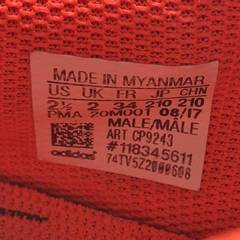 MADE IN MYANMAR
US UK FR JP CHN
2½ 2 34 210 210
PMA 20M001 08/17
MALE/MÂLE
ART CP9243
#118345611
adidas 74TV5Z2000608